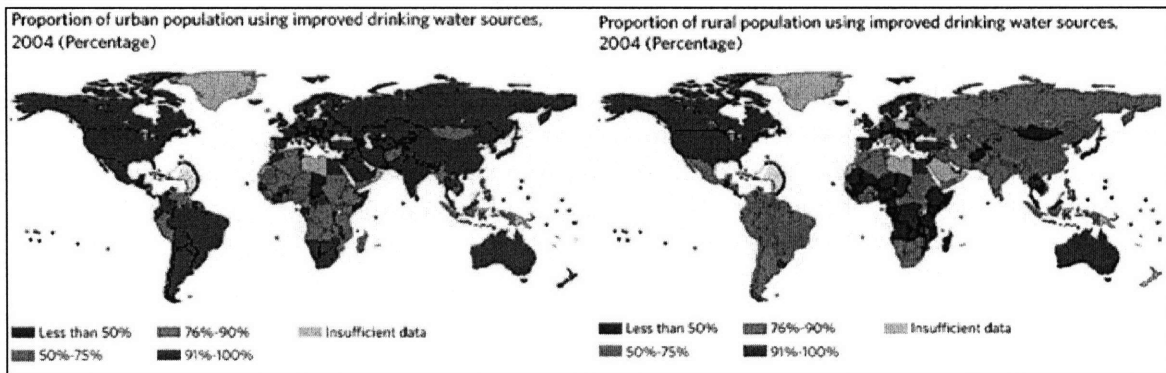 Proportion of urban population using improved drinking water sources,
2004 (Percentage)
Less than 50%
76%-90%
Insufficient data
50%-75%
91%-100%
Proportion of rural population using improved drinking water sources,
2004 (Percentage)
Less than 50%
76%-90%
Insufficient data
50%-75%
91%-100%